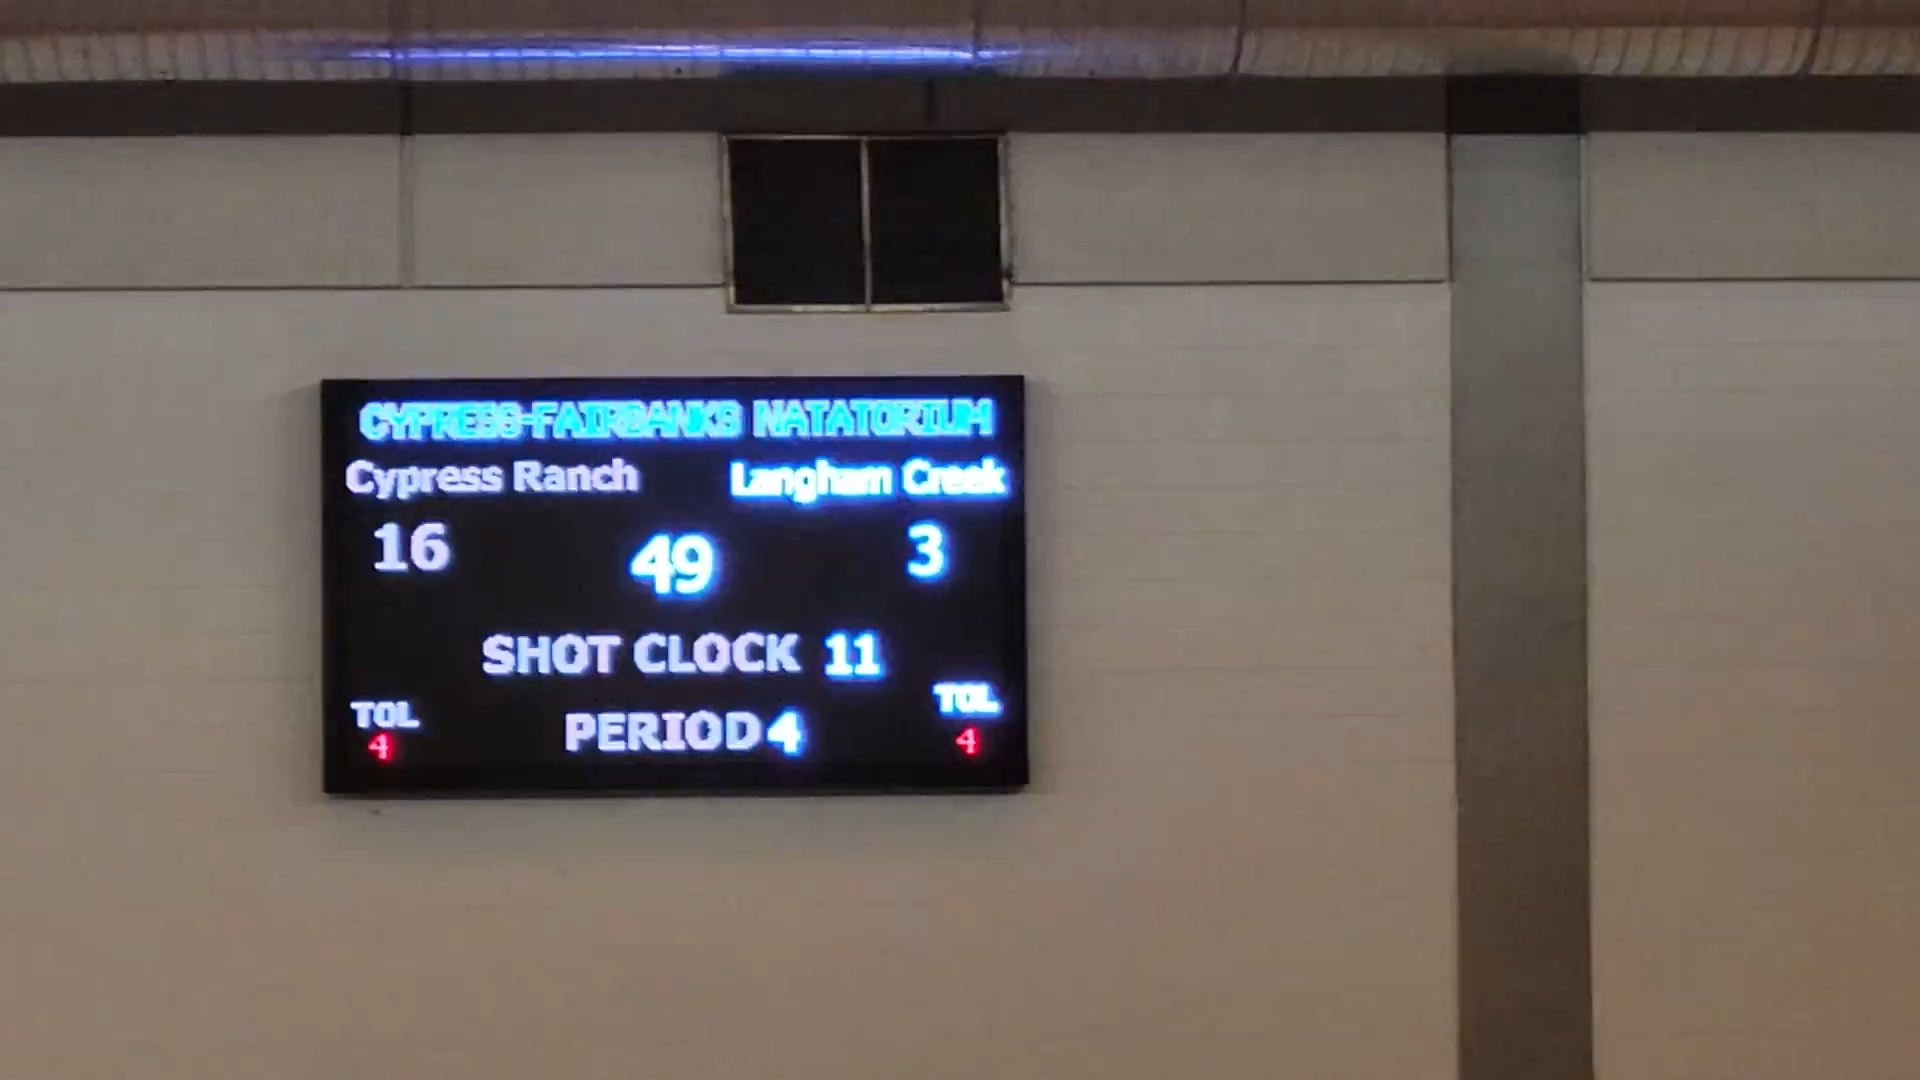 CYPRESS-FAIRBANKS NATATORIUM
Cypress Ranch Langham Creek
16 49 3
SHOT CLOCK 11
TOL PERIOD 4 TOL
4 4